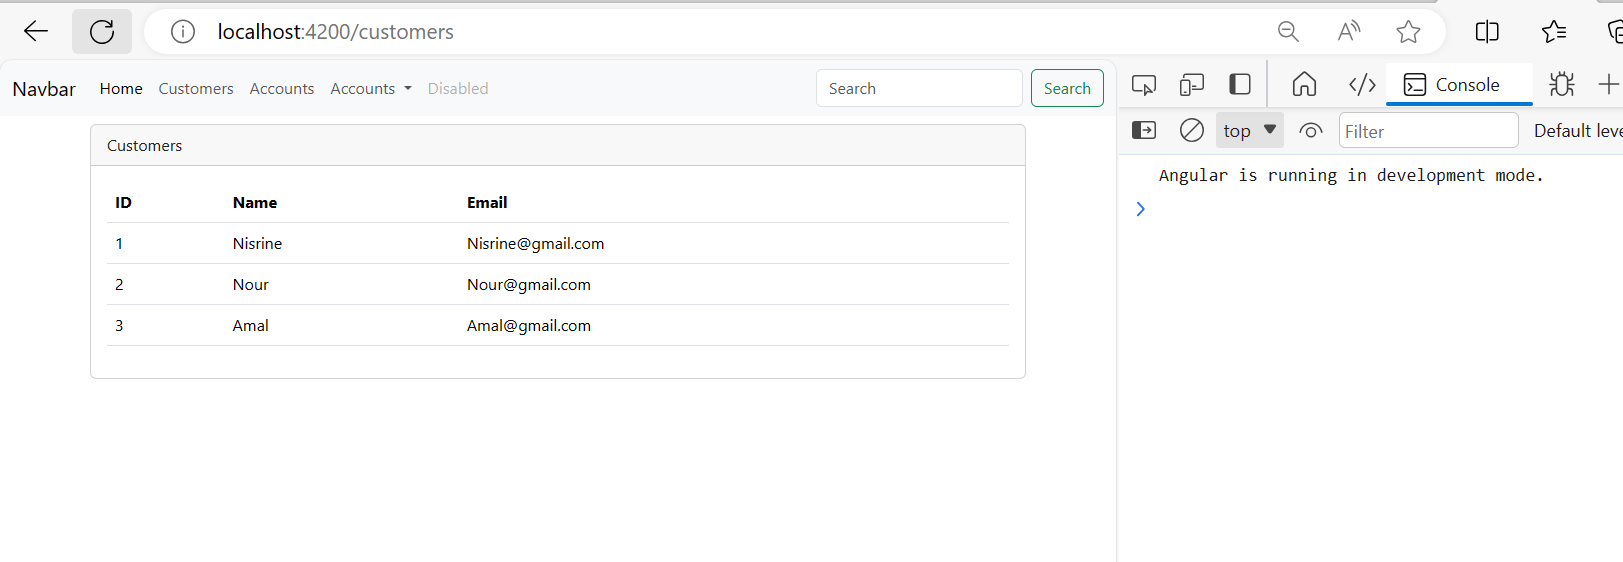 localhost:4200/customers
Navbar Home Customers Accounts Accounts Disabled Search Search
Console
top Filter Default leve
Customers
Angular is running in development mode.
ID Name Email
1 Nisrine Nisrine@gmail.com
2 Nour Nour@gmail.com
3 Amal Amal@gmail.com